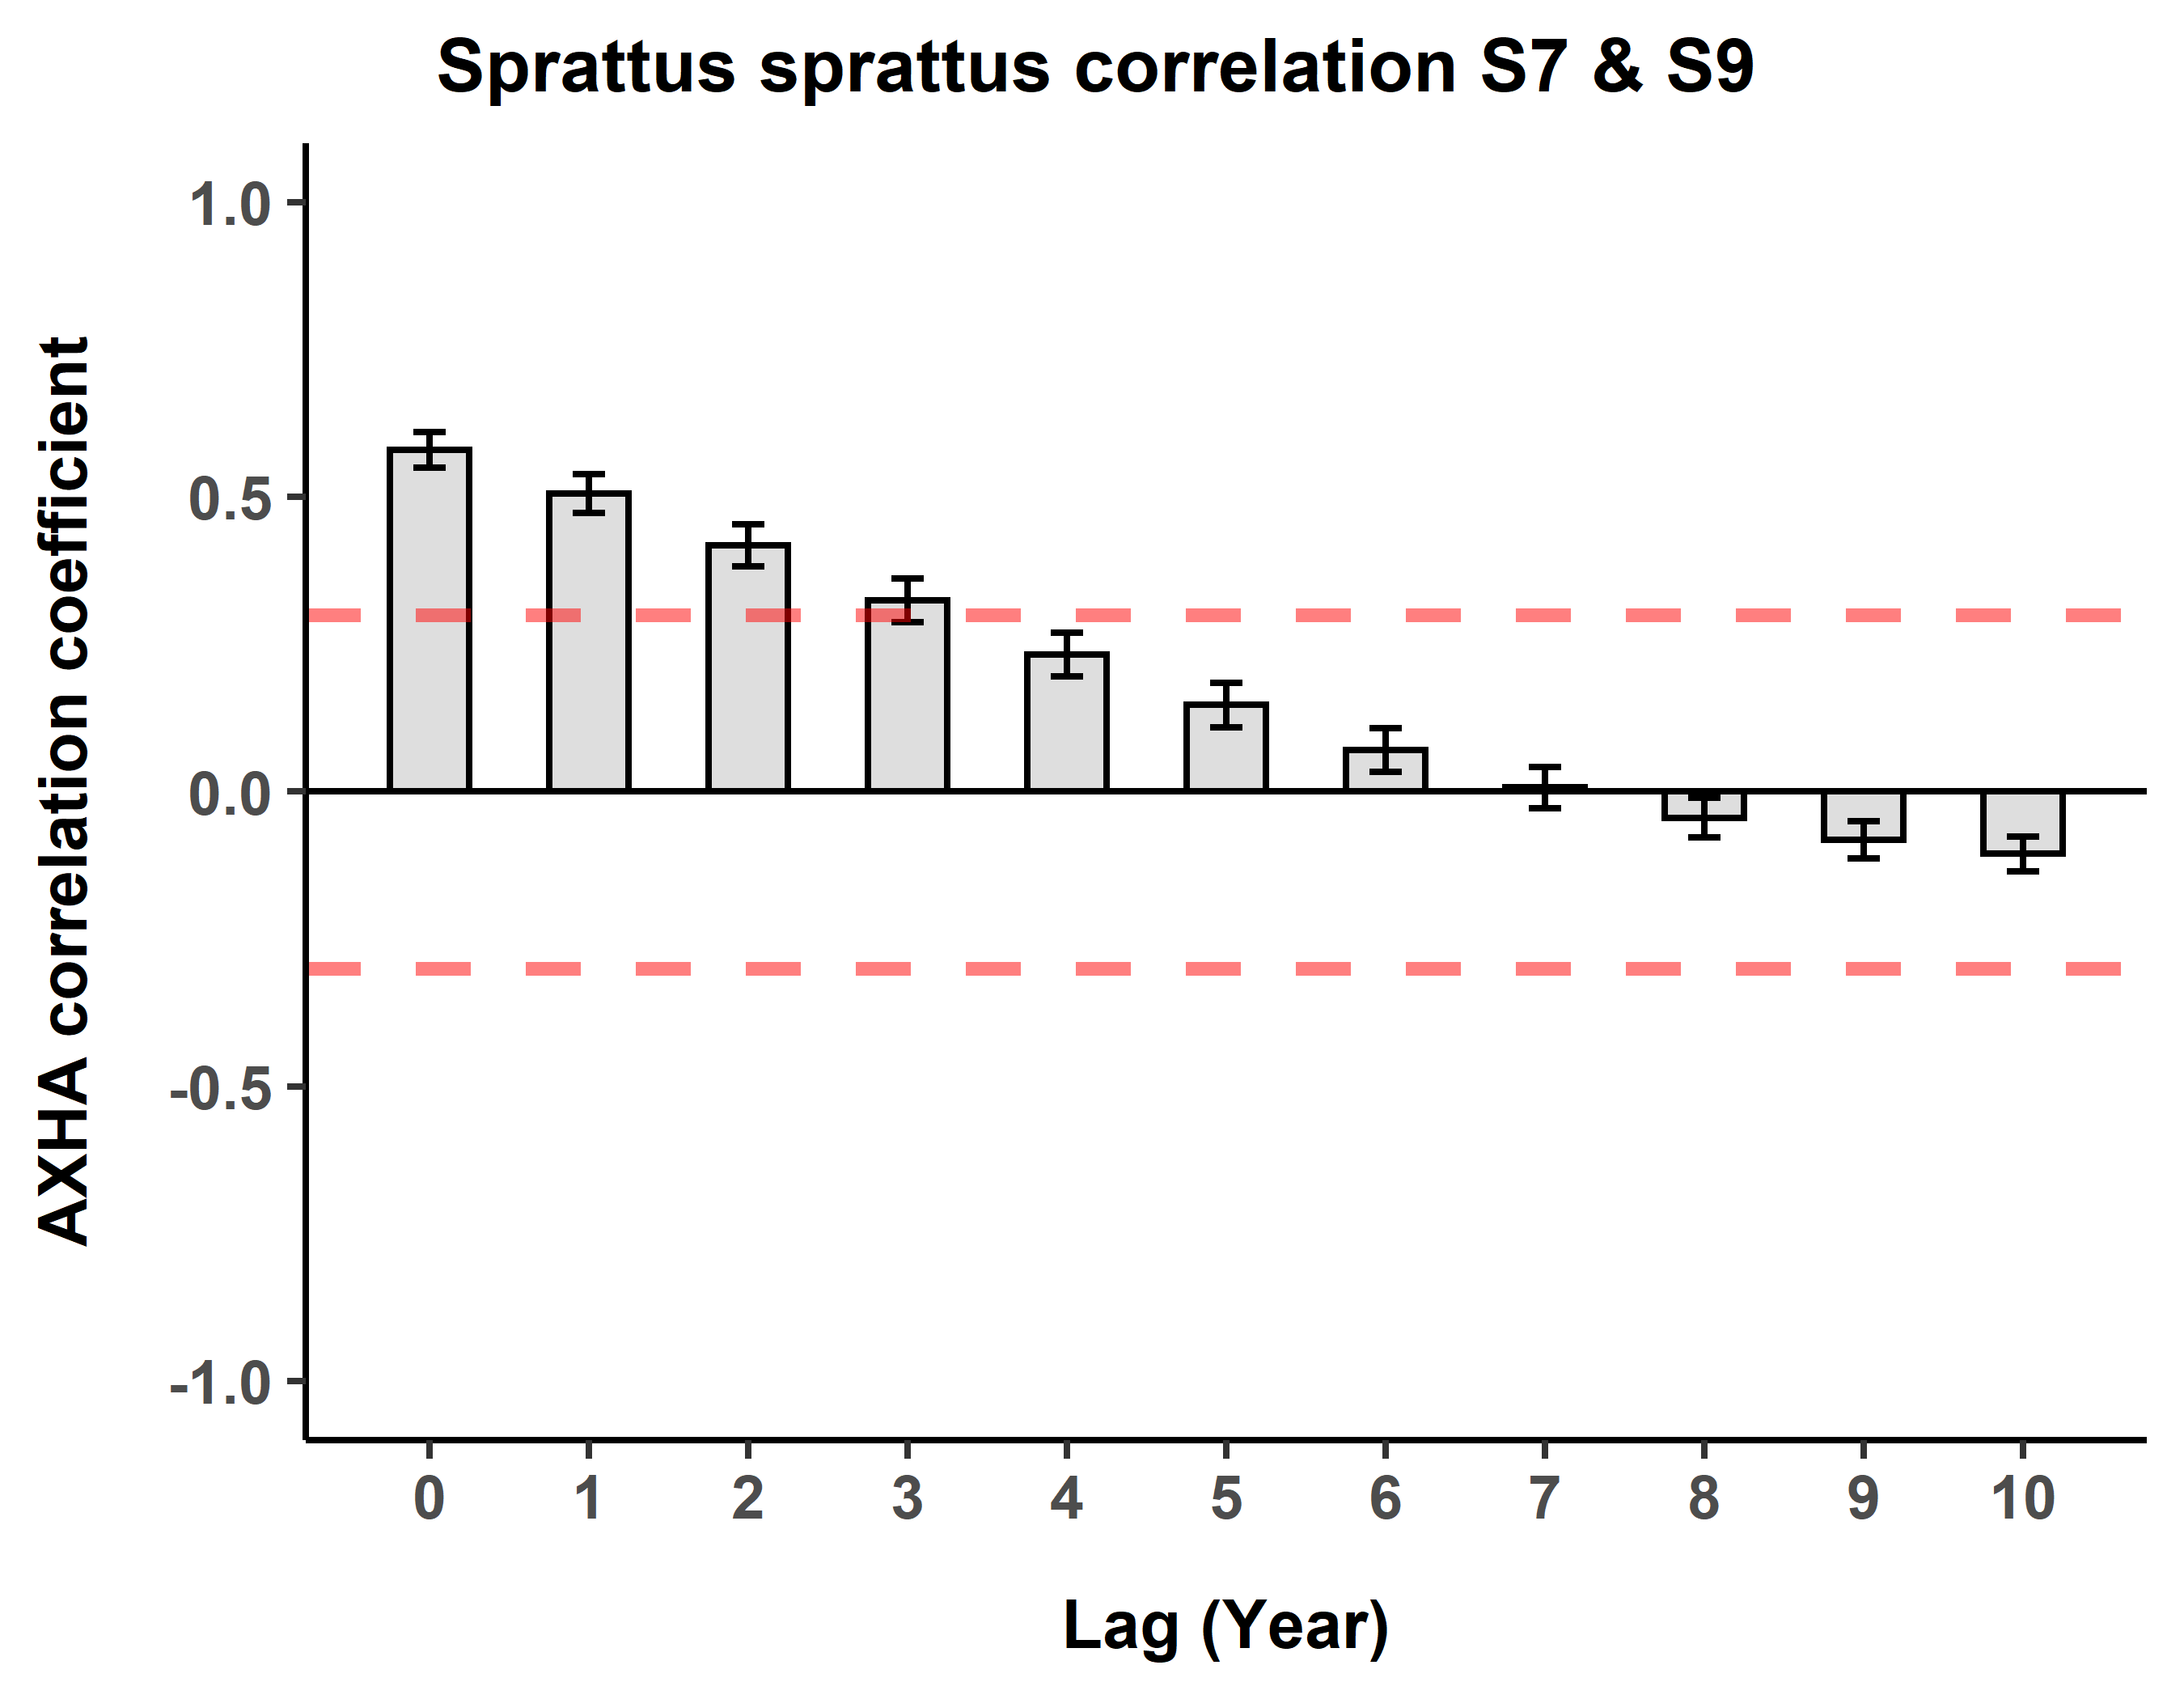 Sprattus sprattus correlation S7 & S9
AXHA correlation coefficient
1.0
0.5
0.0
-0.5
-1.0
0 1 2 3 4 5 6 7 8 9 10
Lag (Year)